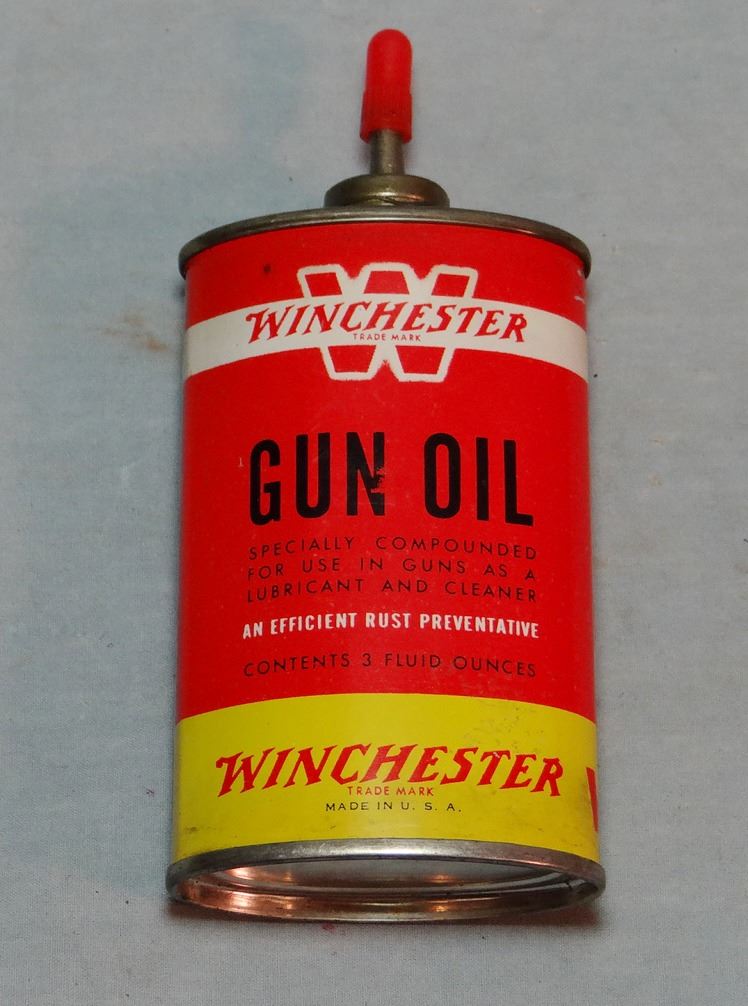 WINCHESTER
TRADE MARK
GUN OIL
SPECIALLY COMPOUNDED
FOR USE IN GUNS AS A
LUBRICANT AND CLEANER
AN EFFICIENT RUST PREVENTATIVE
CONTENTS 3 FLUID OUNCES
WINCHESTER
TRADE MARK
MADE IN U. S. A.